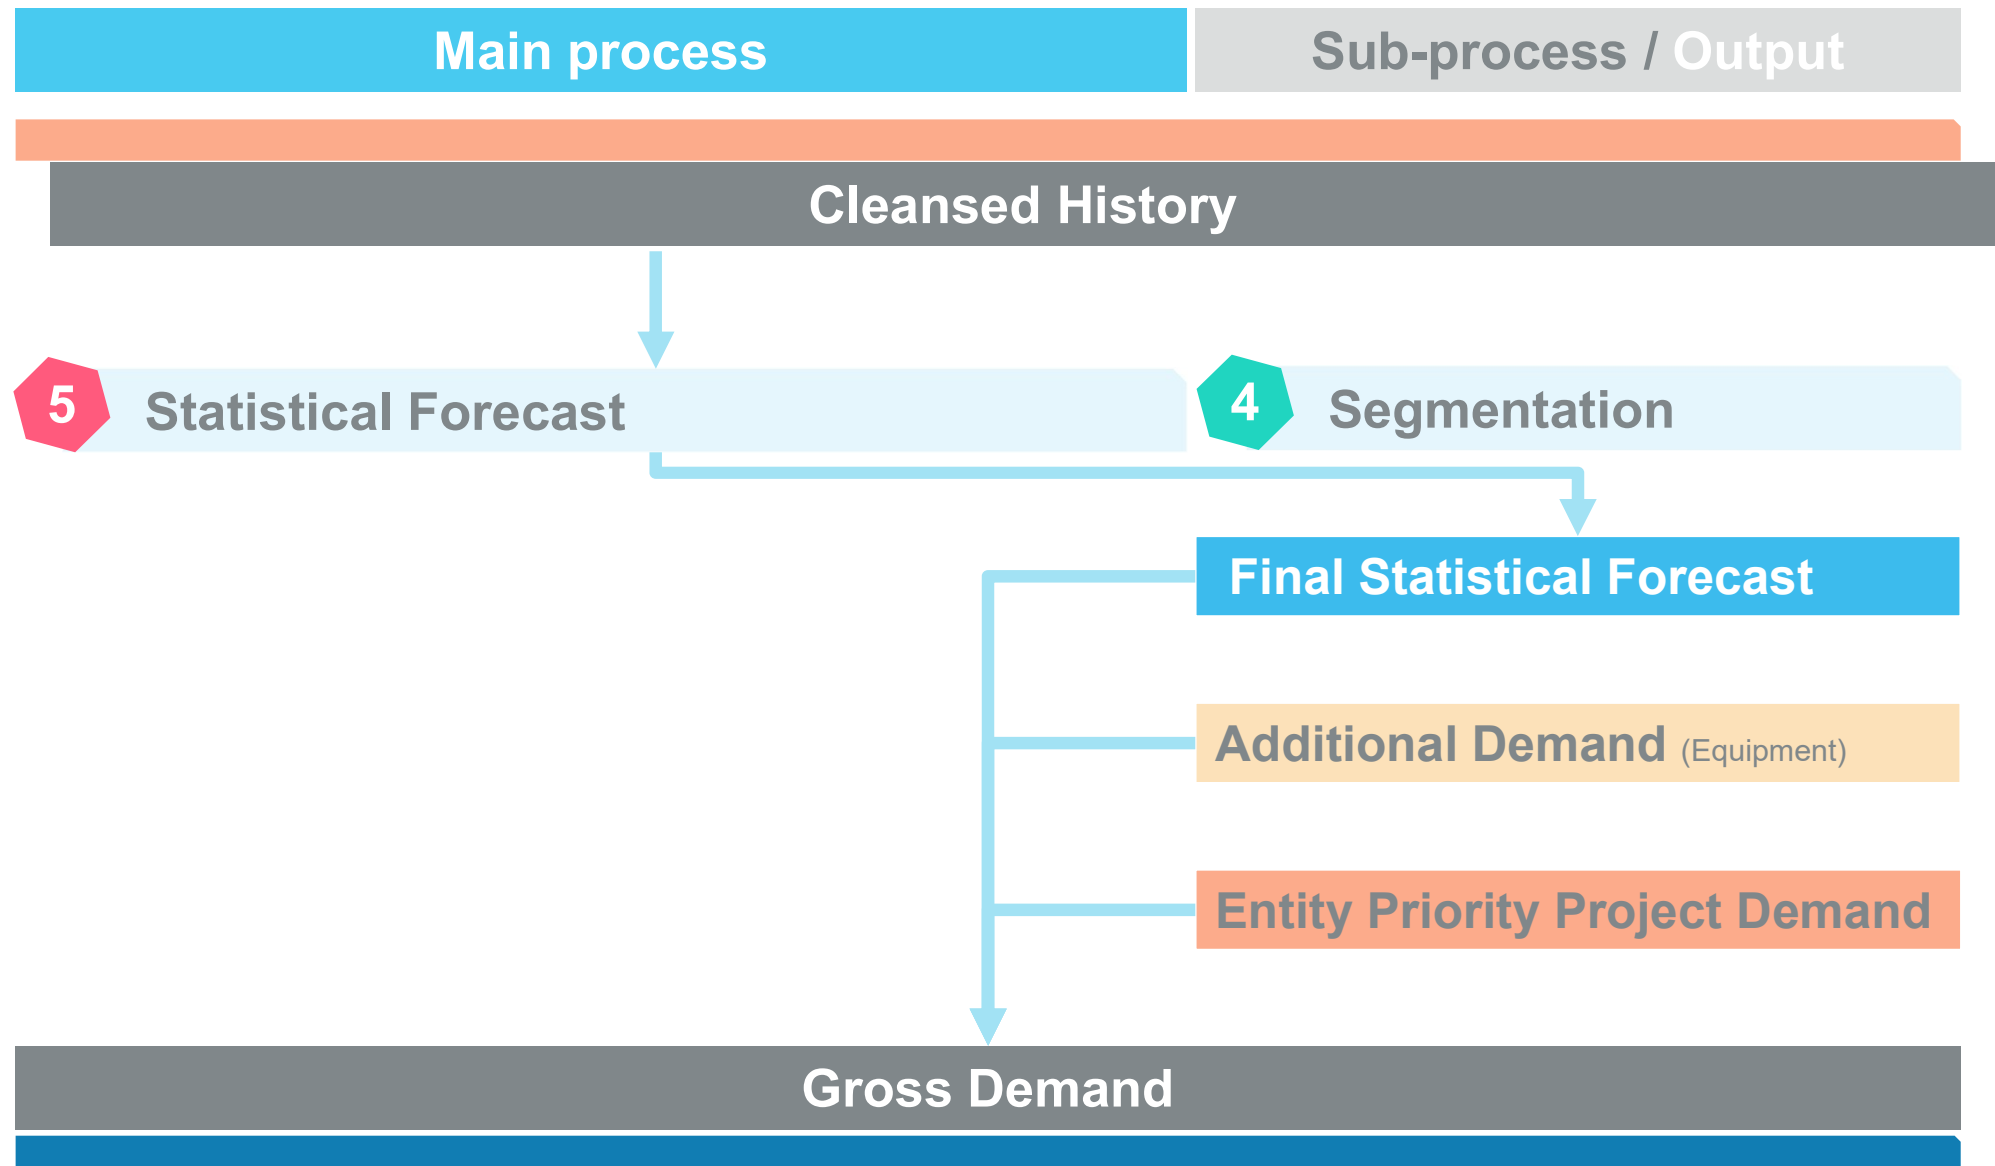 Main process
Sub-process / Output
Cleansed History
5 Statistical Forecast
4 Segmentation
Final Statistical Forecast
Additional Demand (Equipment)
Entity Priority Project Demand
Gross Demand